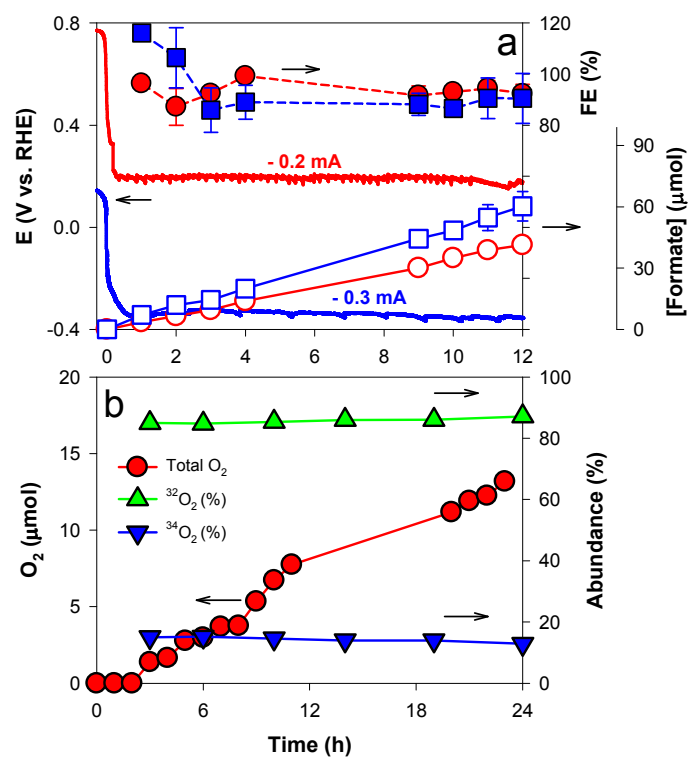 a
0.8
0.4
0.0
-0.4
E (V vs. RHE)
120
100
80
FE (%)
90
60
30
0
[Formate] (μmol)
- 0.2 mA
- 0.3 mA
0 2 4 6 8 10 12
b
20
15
10
5
0
O₂ (μmol)
100
80
60
40
20
0
Abundance (%)
Total O₂
³²O₂ (%)
³⁴O₂ (%)
0 6 12 18 24
Time (h)